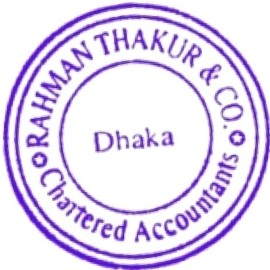 RAHMAN THAKUR & CO.
Dhaka
Chartered Accountants